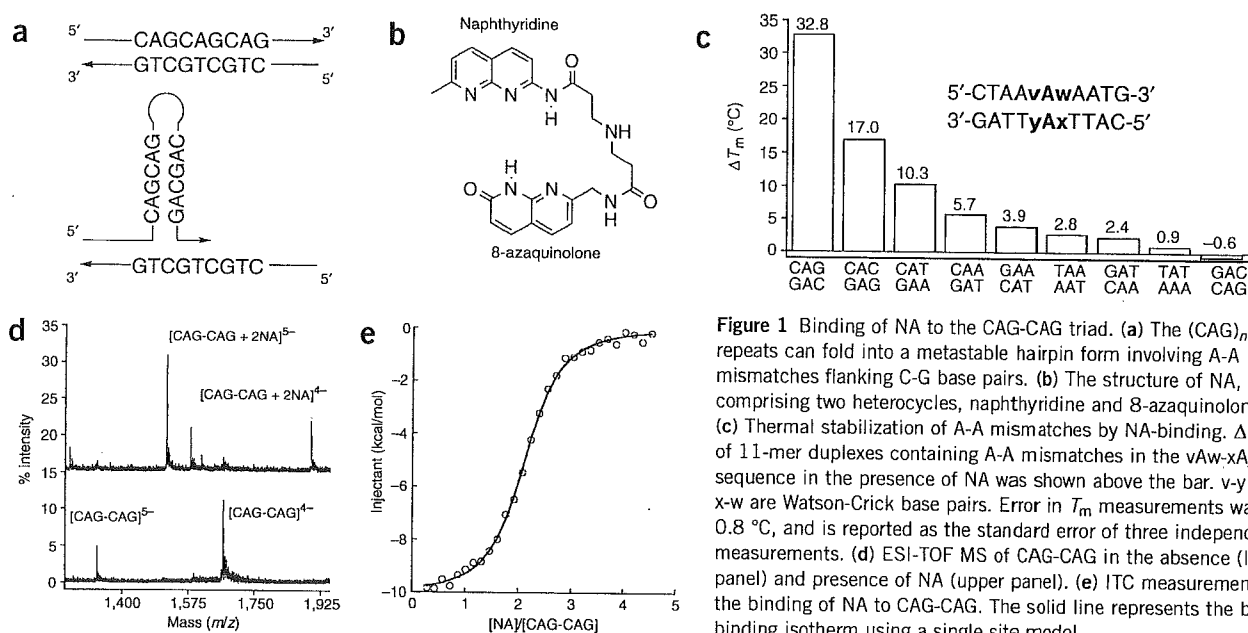 a
5′ CAGCAGCAG 3′
3′ GTCGTCGTC 5′
CAGCAG GACGAC
5′
3′ GTCGTCGTC 5′
b
Naphthyridine
N N N O
H
NH
H
O N N N O
H
8-azaquinolone
c
ΔTm (°C)
35
30
25
20
15
10
5
0
32.8
17.0
10.3
5.7
3.9
2.8
2.4
0.9
–0.6
5′-CTAAvAwAATG-3′
3′-GATTyAxTTAC-5′
CAG CAC CAT CAA GAA TAA GAT TAT GAC
GAC GAG GAA GAT CAT AAT CAA AAA CAG
d
% intensity
35
30
25
20
15
10
5
0
[CAG-CAG + 2NA]5–
[CAG-CAG + 2NA]4–
[CAG-CAG]5–
[CAG-CAG]4–
1,400 1,575 1,750 1,925
Mass (m/z)
e
Injectant (kcal/mol)
0
−2
−4
−6
−8
−10
0 1 2 3 4 5
[NA]/[CAG-CAG]
Figure 1 Binding of NA to the CAG-CAG triad. (a) The (CAG)n
repeats can fold into a metastable hairpin form involving A-A
mismatches flanking C-G base pairs. (b) The structure of NA,
comprising two heterocycles, naphthyridine and 8-azaquinolon
(c) Thermal stabilization of A-A mismatches by NA-binding. Δ
of 11-mer duplexes containing A-A mismatches in the vAw-xA
sequence in the presence of NA was shown above the bar. v-y
x-w are Watson-Crick base pairs. Error in Tm measurements wa
0.8 °C, and is reported as the standard error of three independ
measurements. (d) ESI-TOF MS of CAG-CAG in the absence (l
panel) and presence of NA (upper panel). (e) ITC measuremen
the binding of NA to CAG-CAG. The solid line represents the b
binding isotherm using a single site model